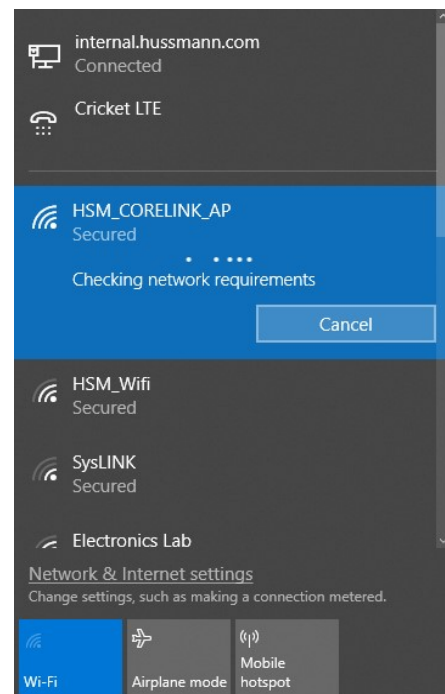 internal.hussmann.com
Connected
Cricket LTE
HSM_CORELINK_AP
Secured
Checking network requirements
Cancel
HSM_Wifi
Secured
SysLINK
Secured
Electronics Lab
Network & Internet settings
Change settings, such as making a connection metered.
Wi-Fi
Airplane mode
Mobile
hotspot